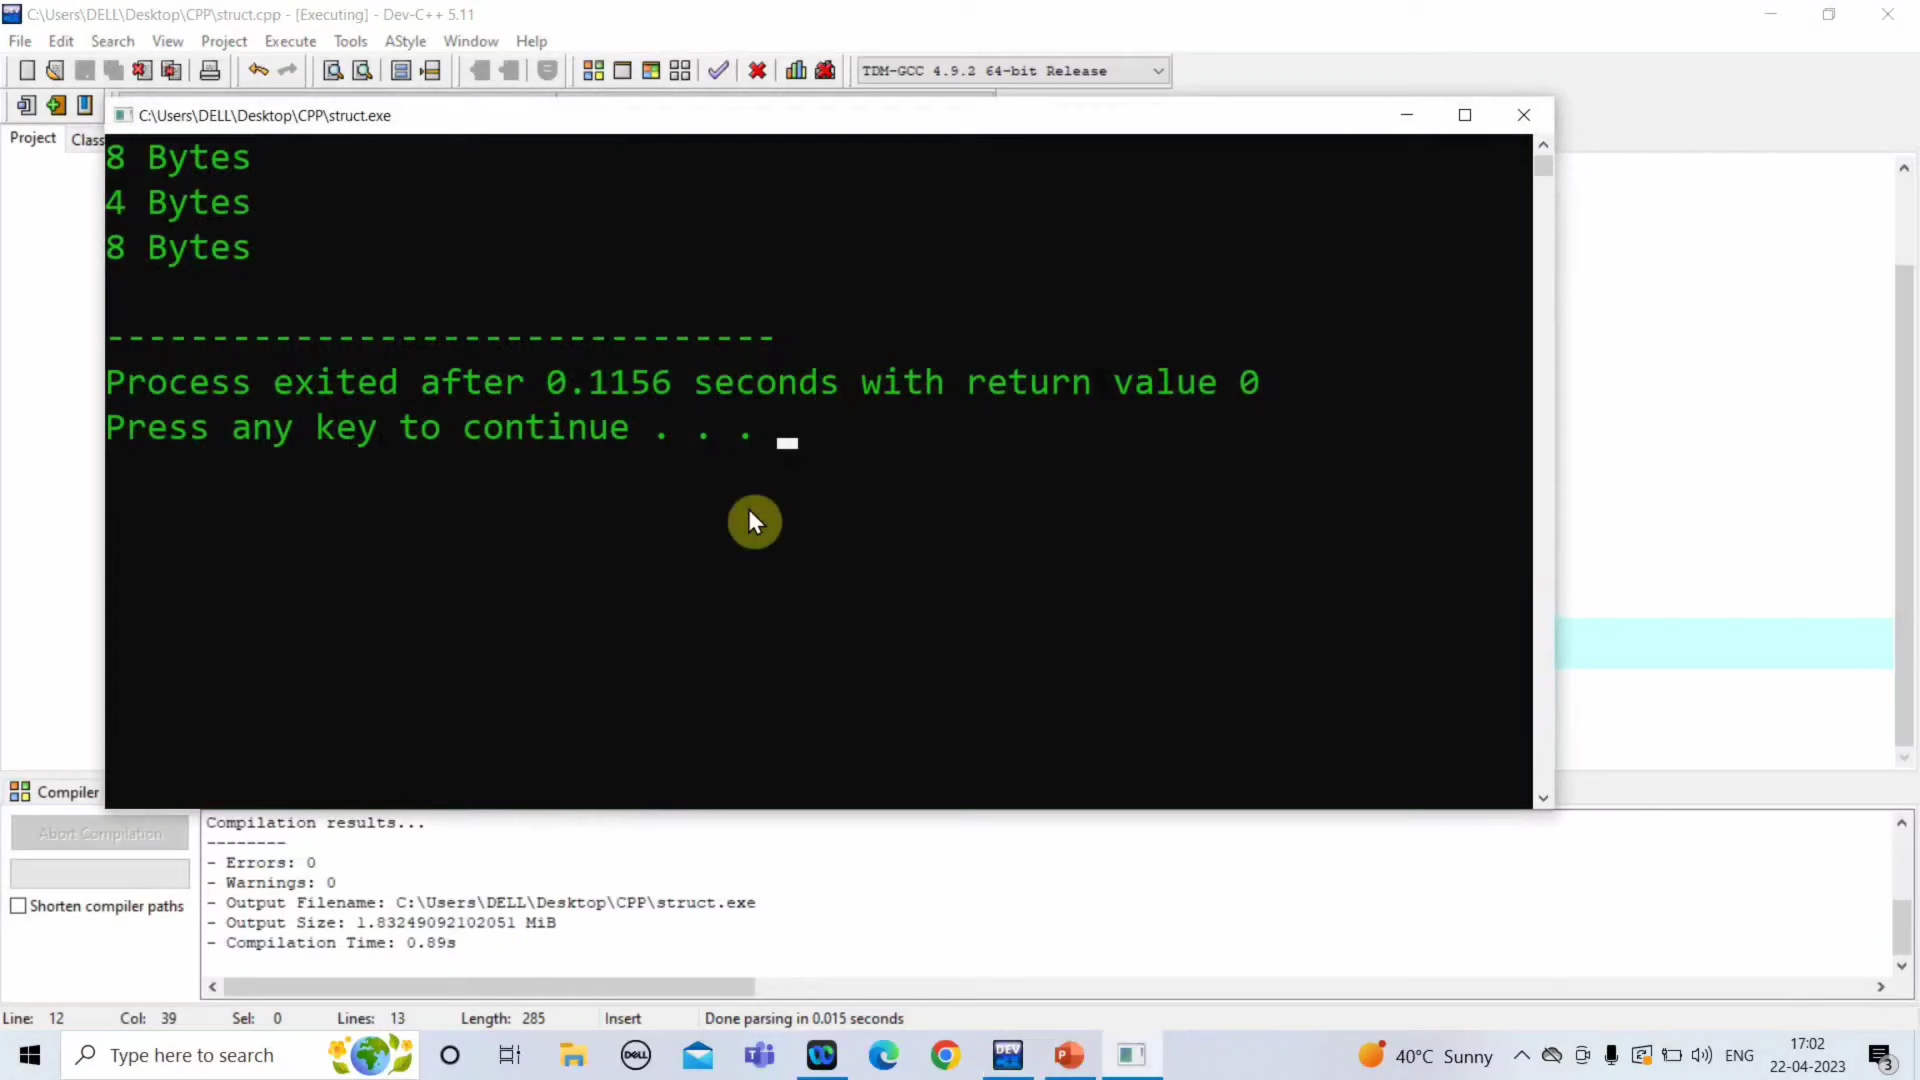 C:\Users\DELL\Desktop\CPP\struct.cpp - [Executing] - Dev-C++ 5.11
File Edit Search View Project Execute Tools AStyle Window Help
TDM-GCC 4.9.2 64-bit Release
C:\Users\DELL\Desktop\CPP\struct.exe
Project Class
8 Bytes
4 Bytes
8 Bytes
--------------------------------
Process exited after 0.1156 seconds with return value 0
Press any key to continue . . .
Compiler
Abort Compilation
Shorten compiler paths
Compilation results...
--------
- Errors: 0
- Warnings: 0
- Output Filename: C:\Users\DELL\Desktop\CPP\struct.exe
- Output Size: 1.83249092102051 MiB
- Compilation Time: 0.89s
Line: 12 Col: 39 Sel: 0 Lines: 13 Length: 285 Insert Done parsing in 0.015 seconds
Type here to search
DELL
DEV
40°C Sunny
ENG
17:02
22-04-2023
3